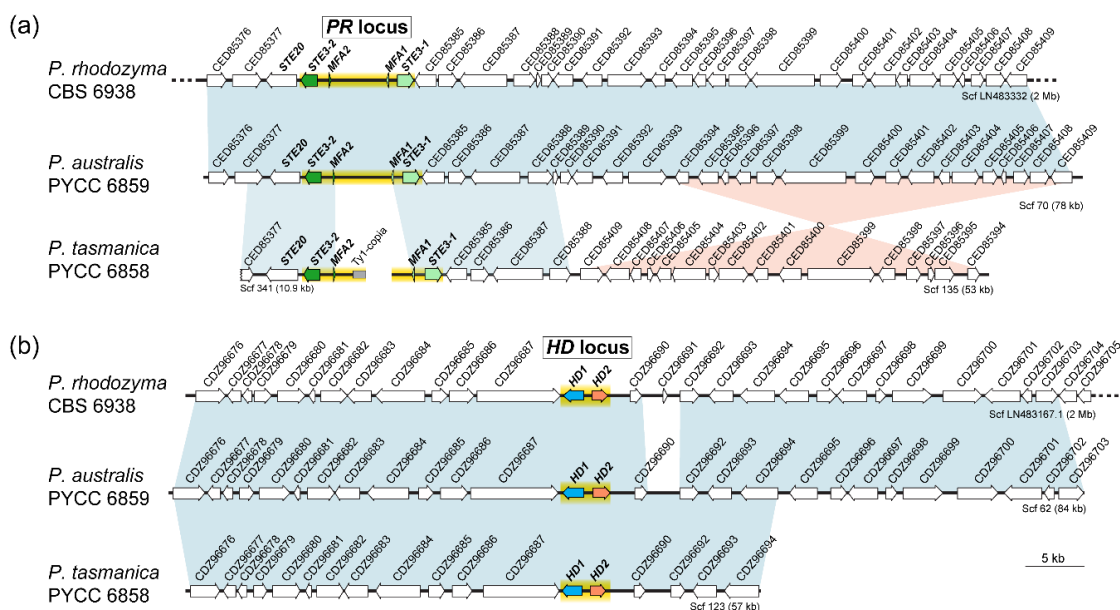 (a)
PR locus
P. rhodozyma
CBS 6938
CED85376 CED85377 STE20 STE3-2 MFA2 MFA1 STE3-1 CED85385 CED85386 CED85387 CED85388 CED85389 CED85390 CED85391 CED85392 CED85393 CED85394 CED85395 CED85396 CED85397 CED85398 CED85399 CED85400 CED85401 CED85402 CED85403 CED85404 CED85405 CED85406 CED85407 CED85408 CED85409
Scf LN483332 (2 Mb)
P. australis
PYCC 6859
CED85376 CED85377 STE20 STE3-2 MFA2 MFA1 STE3-1 CED85385 CED85386 CED85387 CED85388 CED85389 CED85390 CED85391 CED85392 CED85393 CED85394 CED85395 CED85396 CED85397 CED85398 CED85399 CED85400 CED85401 CED85402 CED85403 CED85404 CED85405 CED85406 CED85407 CED85408 CED85409
Scf 70 (78 kb)
P. tasmanica
PYCC 6858
CED85377 STE20 STE3-2 MFA2 Ty1-copia MFA1 STE3-1 CED85385 CED85386 CED85387 CED85388 CED85409 CED85408 CED85407 CED85406 CED85405 CED85404 CED85403 CED85402 CED85401 CED85400 CED85399 CED85398 CED85397 CED85396 CED85395 CED85394
Scf 341 (10.9 kb)
Scf 135 (53 kb)
(b)
HD locus
P. rhodozyma
CBS 6938
CDZ96676 CDZ96677 CDZ96678 CDZ96679 CDZ96680 CDZ96681 CDZ96682 CDZ96683 CDZ96684 CDZ96685 CDZ96686 CDZ96687 HD1 HD2 CDZ96690 CDZ96691 CDZ96692 CDZ96693 CDZ96694 CDZ96695 CDZ96696 CDZ96697 CDZ96698 CDZ96699 CDZ96700 CDZ96701 CDZ96702 CDZ96703 CDZ96704 CDZ96705
Scf LN483167.1 (2 Mb)
P. australis
PYCC 6859
CDZ96676 CDZ96677 CDZ96678 CDZ96679 CDZ96680 CDZ96681 CDZ96682 CDZ96683 CDZ96684 CDZ96685 CDZ96686 CDZ96687 HD1 HD2 CDZ96690 CDZ96692 CDZ96693 CDZ96694 CDZ96695 CDZ96696 CDZ96697 CDZ96698 CDZ96699 CDZ96700 CDZ96701 CDZ96702 CDZ96703
Scf 62 (84 kb)
P. tasmanica
PYCC 6858
CDZ96676 CDZ96677 CDZ96678 CDZ96679 CDZ96680 CDZ96681 CDZ96682 CDZ96683 CDZ96684 CDZ96685 CDZ96686 CDZ96687 HD1 HD2 CDZ96690 CDZ96692 CDZ96693 CDZ96694
Scf 123 (57 kb)
5 kb